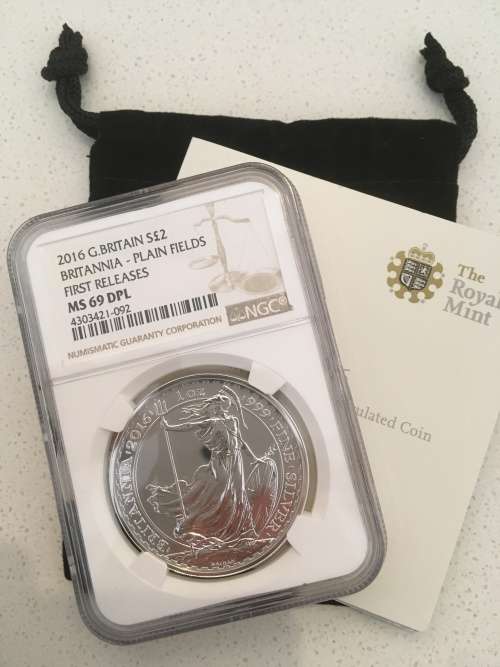 2016 G.BRITAIN S£2
BRITANNIA - PLAIN FIELDS
FIRST RELEASES
MS 69 DPL
4303421-092
NGC®
NUMISMATIC GUARANTY CORPORATION
BRITANNIA · 2016 1 oz 999 FINE SILVER
The
Royal
Mint
ulated Coin